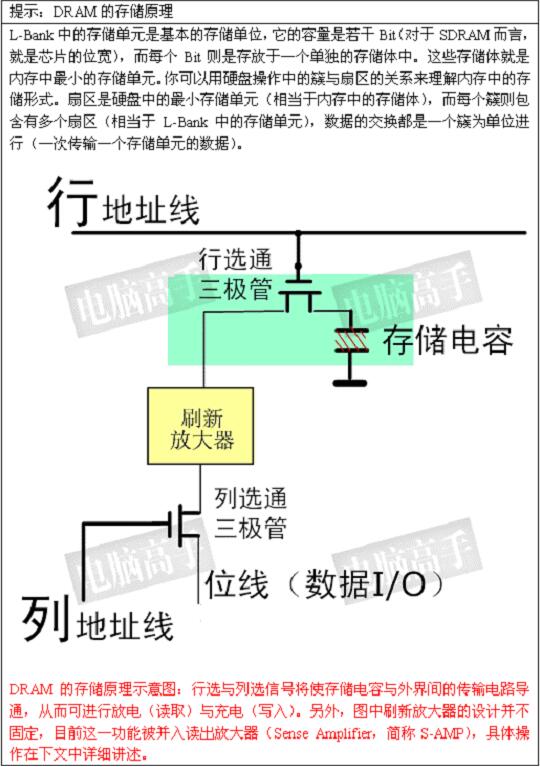 提示：DRAM 的存储原理
L-Bank 中的存储单元是基本的存储单位，它的容量是若干 Bit（对于 SDRAM 而言，
就是芯片的位宽），而每个 Bit 则是存放于一个单独的存储体中。这些存储体就是
内存中最小的存储单元。你可以用硬盘操作中的簇与扇区的关系来理解内存中的存
储形式。扇区是硬盘中的最小存储单元（相当于内存中的存储体），而每个簇则包
含有多个扇区（相当于 L-Bank 中的存储单元），数据的交换都是一个簇为单位进
行（一次传输一个存储单元的数据）。
行地址线
行选通
三极管
电脑高手
电脑高手
存储电容
刷新
放大器
列选通
三极管
电脑高手
电脑高手
位线（数据I/O）
列地址线
DRAM 的存储原理示意图：行选与列选信号将使存储电容与外界间的传输电路导
通，从而可进行放电（读取）与充电（写入）。另外，图中刷新放大器的设计并不
固定，目前这一功能被并入读出放大器（Sense Amplifier，简称 S-AMP），具体操
作在下文中详细讲述。